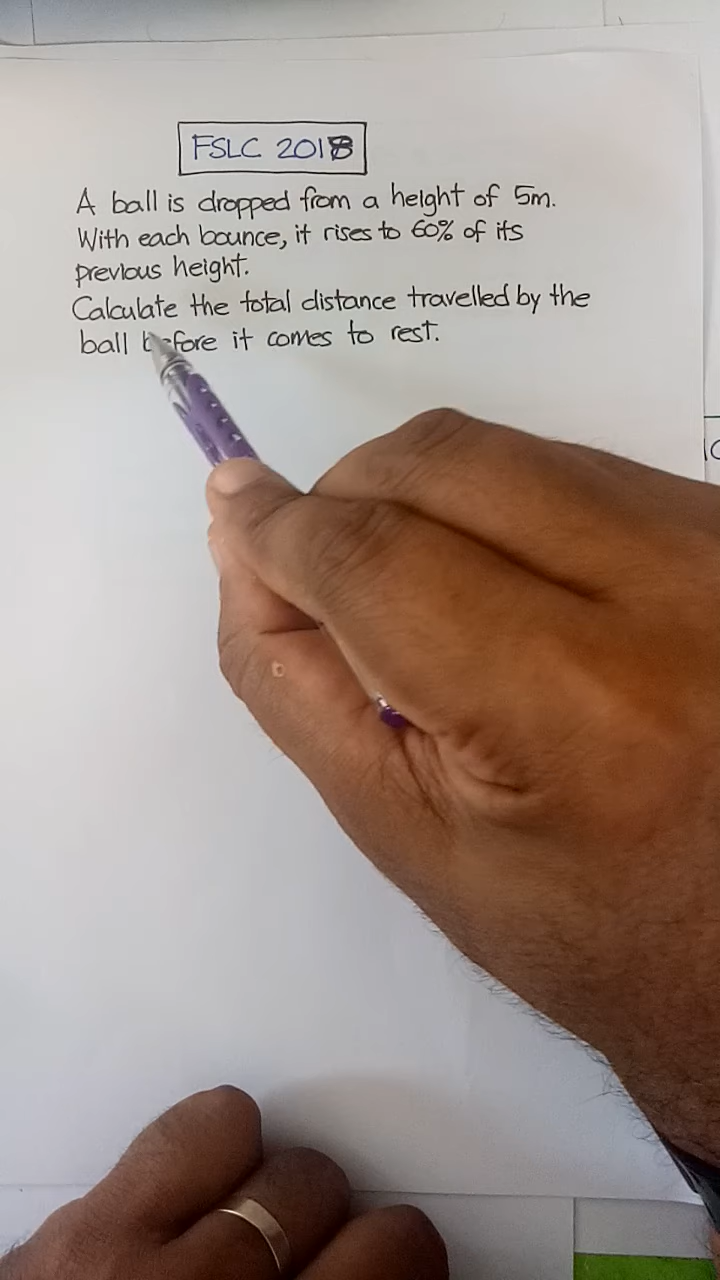 FSLC 2018
A ball is dropped from a height of 5m.
With each bounce, it rises to 60% of its
previous height.
Calculate the total distance travelled by the
ball before it comes to rest.